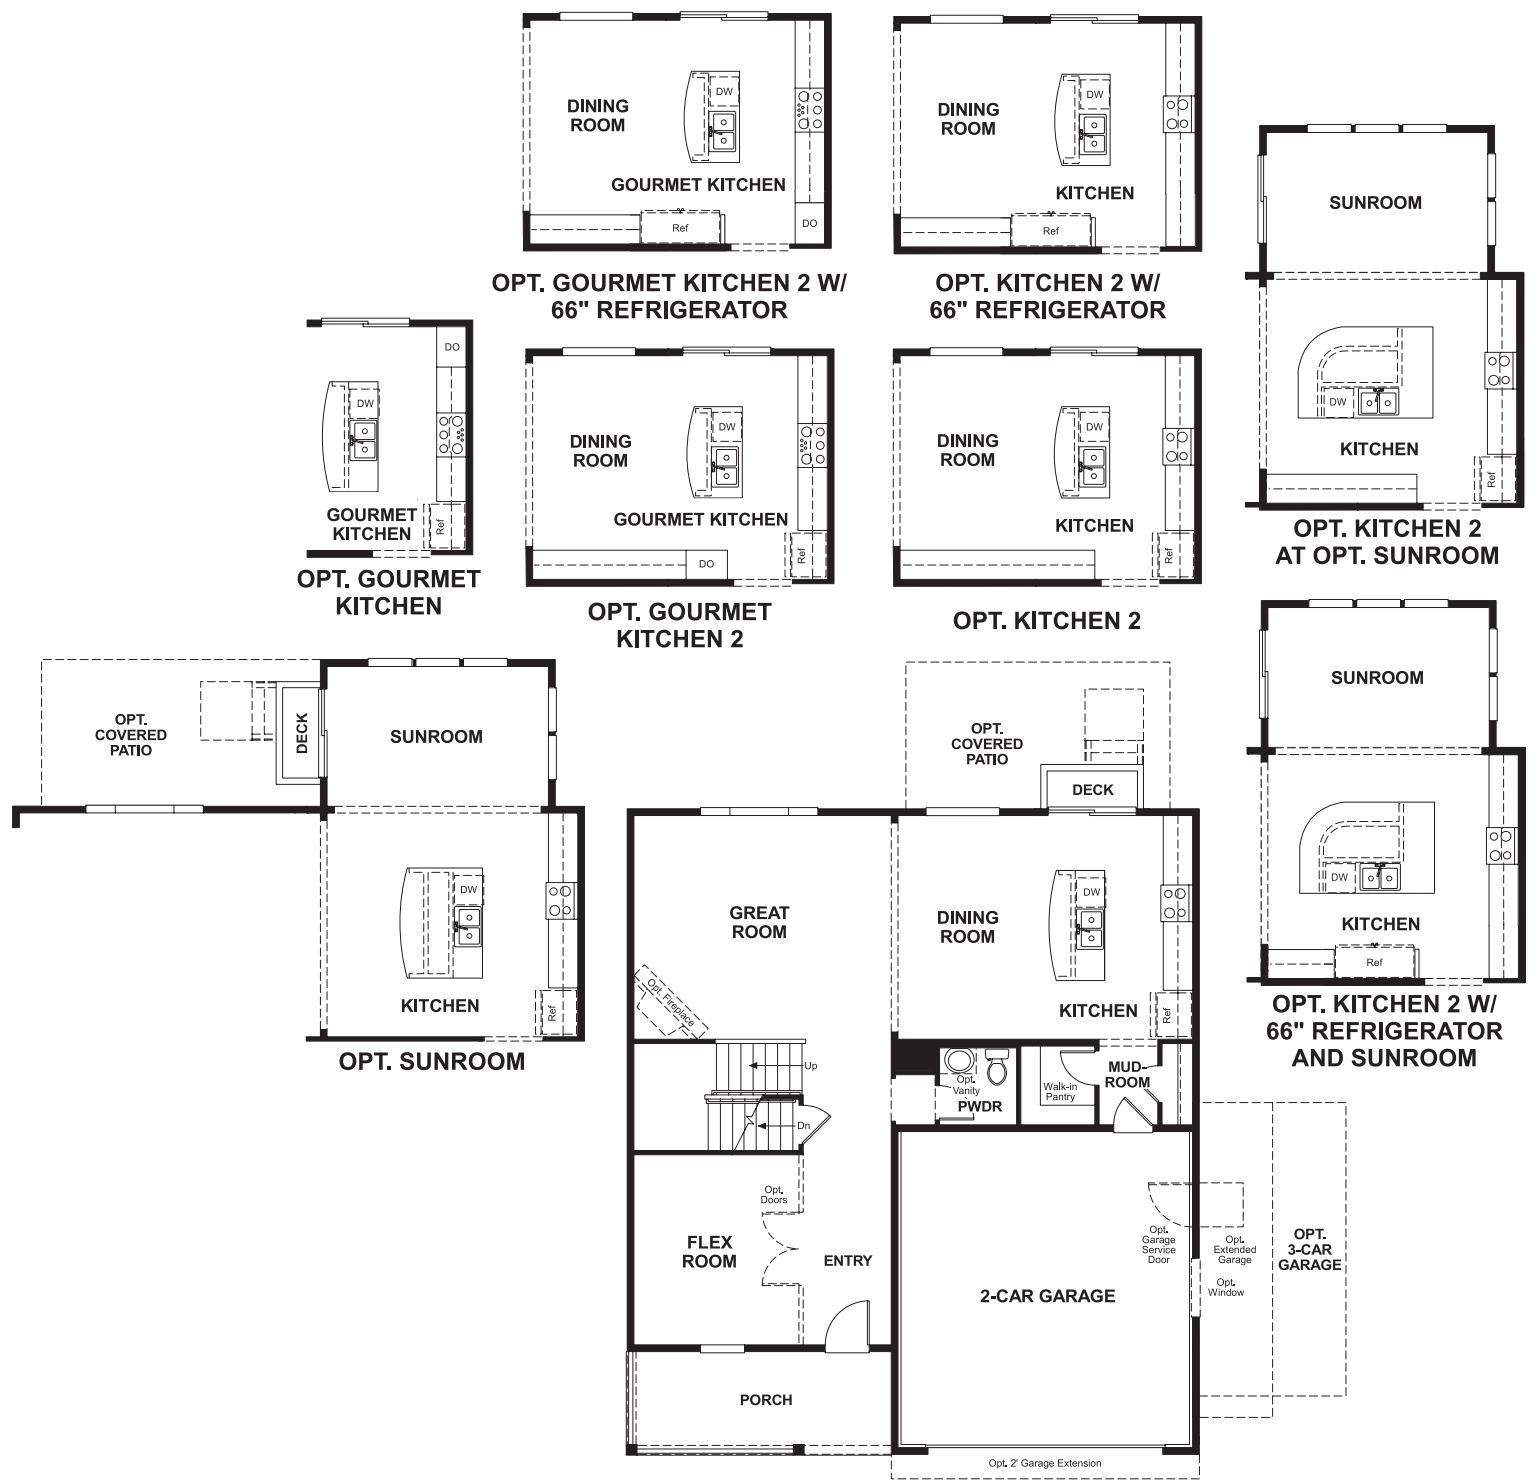 DINING
ROOM
DW
GOURMET KITCHEN
Ref
DO
OPT. GOURMET KITCHEN 2 W/
66" REFRIGERATOR
DINING
ROOM
DW
KITCHEN
Ref
OPT. KITCHEN 2 W/
66" REFRIGERATOR
SUNROOM
DW
KITCHEN
Ref
OPT. KITCHEN 2
AT OPT. SUNROOM
DO
DW
GOURMET
KITCHEN
Ref
OPT. GOURMET
KITCHEN
DINING
ROOM
DW
GOURMET KITCHEN
DO
Ref
OPT. GOURMET
KITCHEN 2
DINING
ROOM
DW
KITCHEN
Ref
OPT. KITCHEN 2
SUNROOM
DW
KITCHEN
Ref
OPT. KITCHEN 2 W/
66" REFRIGERATOR
AND SUNROOM
OPT.
COVERED
PATIO
DECK
SUNROOM
DW
KITCHEN
Ref
OPT. SUNROOM
OPT.
COVERED
PATIO
DECK
GREAT
ROOM
DINING
ROOM
DW
KITCHEN
Ref
Opt. Fireplace
Up
Dn
Opt.
Vanity
PWDR
Walk-in
Pantry
MUD-
ROOM
Opt.
Doors
FLEX
ROOM
ENTRY
2-CAR GARAGE
Opt.
Garage
Service
Door
Opt.
Extended
Garage
Opt.
Window
OPT.
3-CAR
GARAGE
PORCH
Opt. 2' Garage Extension